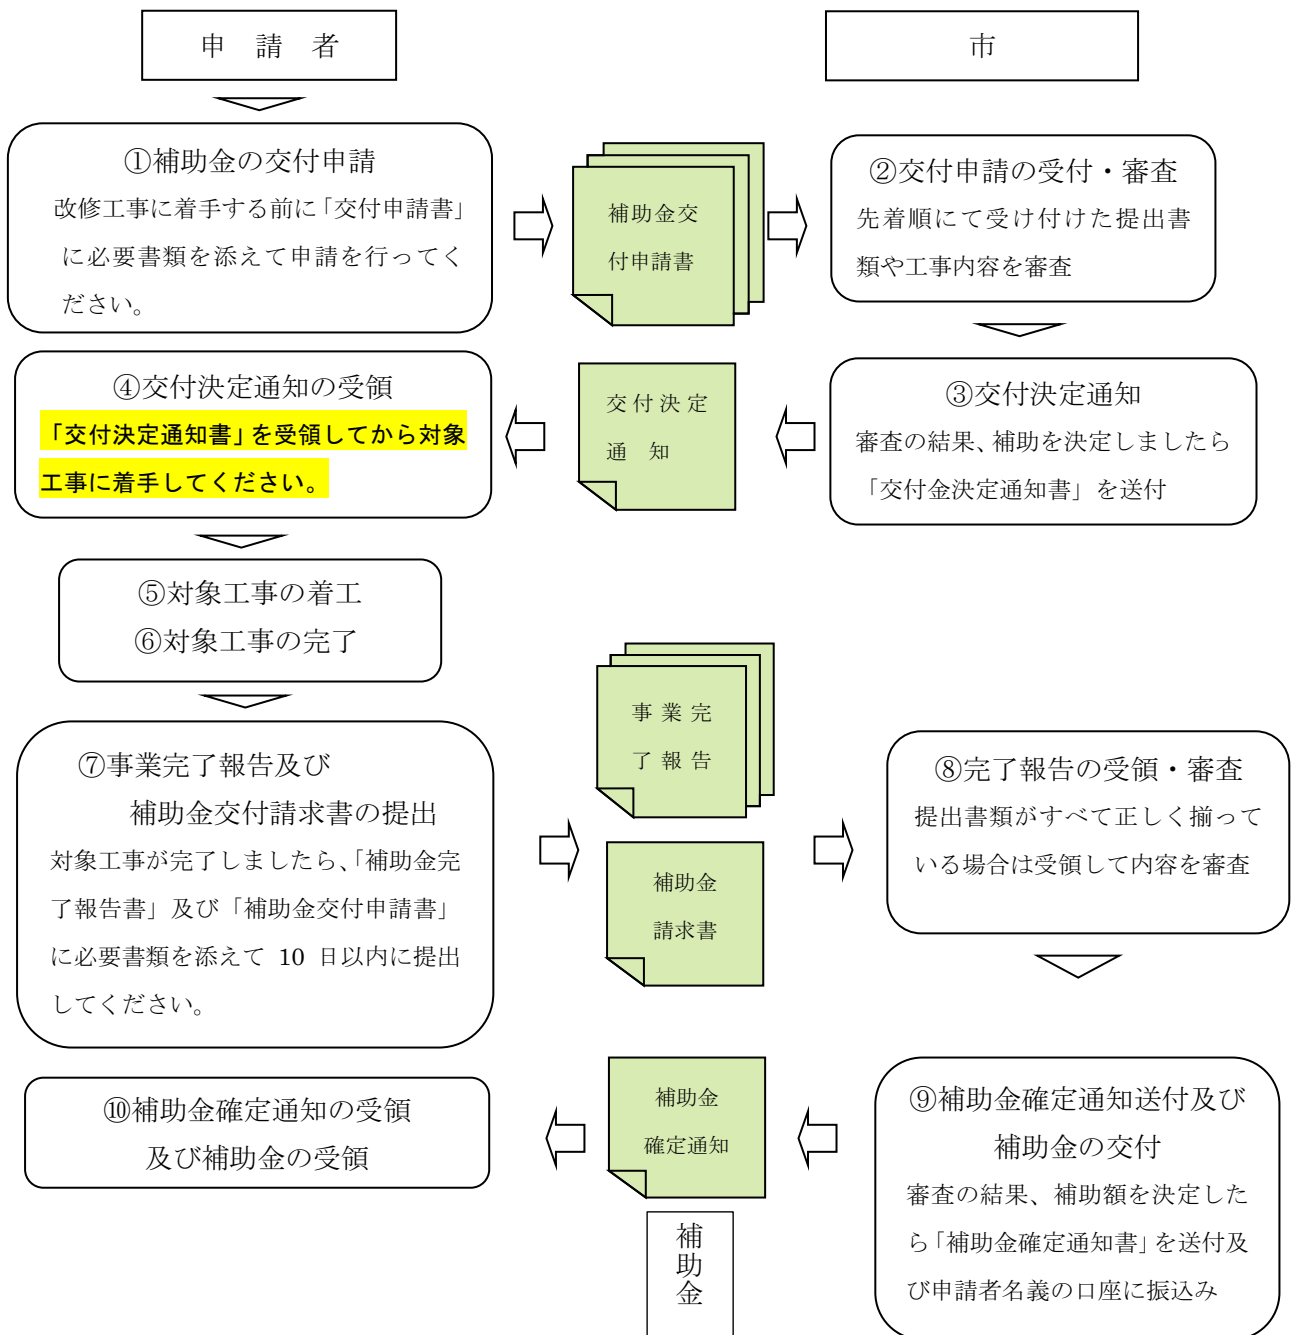 申 請 者
市
①補助金の交付申請
改修工事に着手する前に「交付申請書」
に必要書類を添えて申請を行ってく
ださい。
補助金交
付申請書
②交付申請の受付・審査
先着順にて受け付けた提出書
類や工事内容を審査
④交付決定通知の受領
「交付決定通知書」を受領してから対象
工事に着手してください。
交付決定
通 知
③交付決定通知
審査の結果、補助を決定しましたら
「交付金決定通知書」を送付
⑤対象工事の着工
⑥対象工事の完了
⑦事業完了報告及び
補助金交付請求書の提出
対象工事が完了しましたら、「補助金完
了報告書」及び「補助金交付申請書」
に必要書類を添えて 10 日以内に提出
してください。
事業完
了報告
補助金
請求書
⑧完了報告の受領・審査
提出書類がすべて正しく揃って
いる場合は受領して内容を審査
⑩補助金確定通知の受領
及び補助金の受領
補助金
確定通知
補助金
⑨補助金確定通知送付及び
補助金の交付
審査の結果、補助額を決定した
ら「補助金確定通知書」を送付及
び申請者名義の口座に振込み